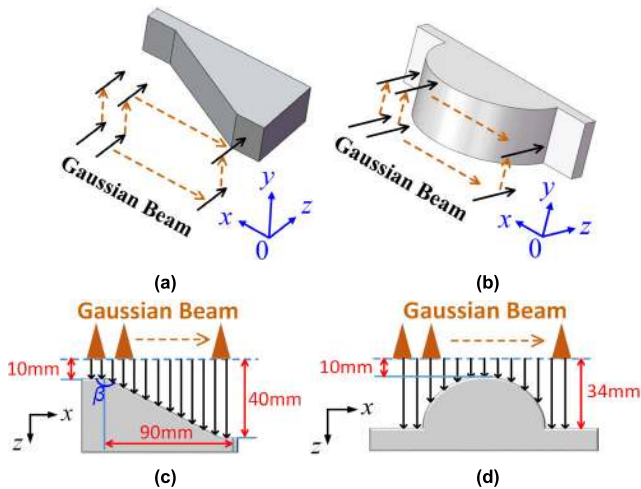 Gaussian Beam
x
y
z
0
(a)
Gaussian Beam
x
y
z
0
(b)
Gaussian Beam
10mm
β
40mm
90mm
x
z
(c)
Gaussian Beam
10mm
34mm
x
z
(d)